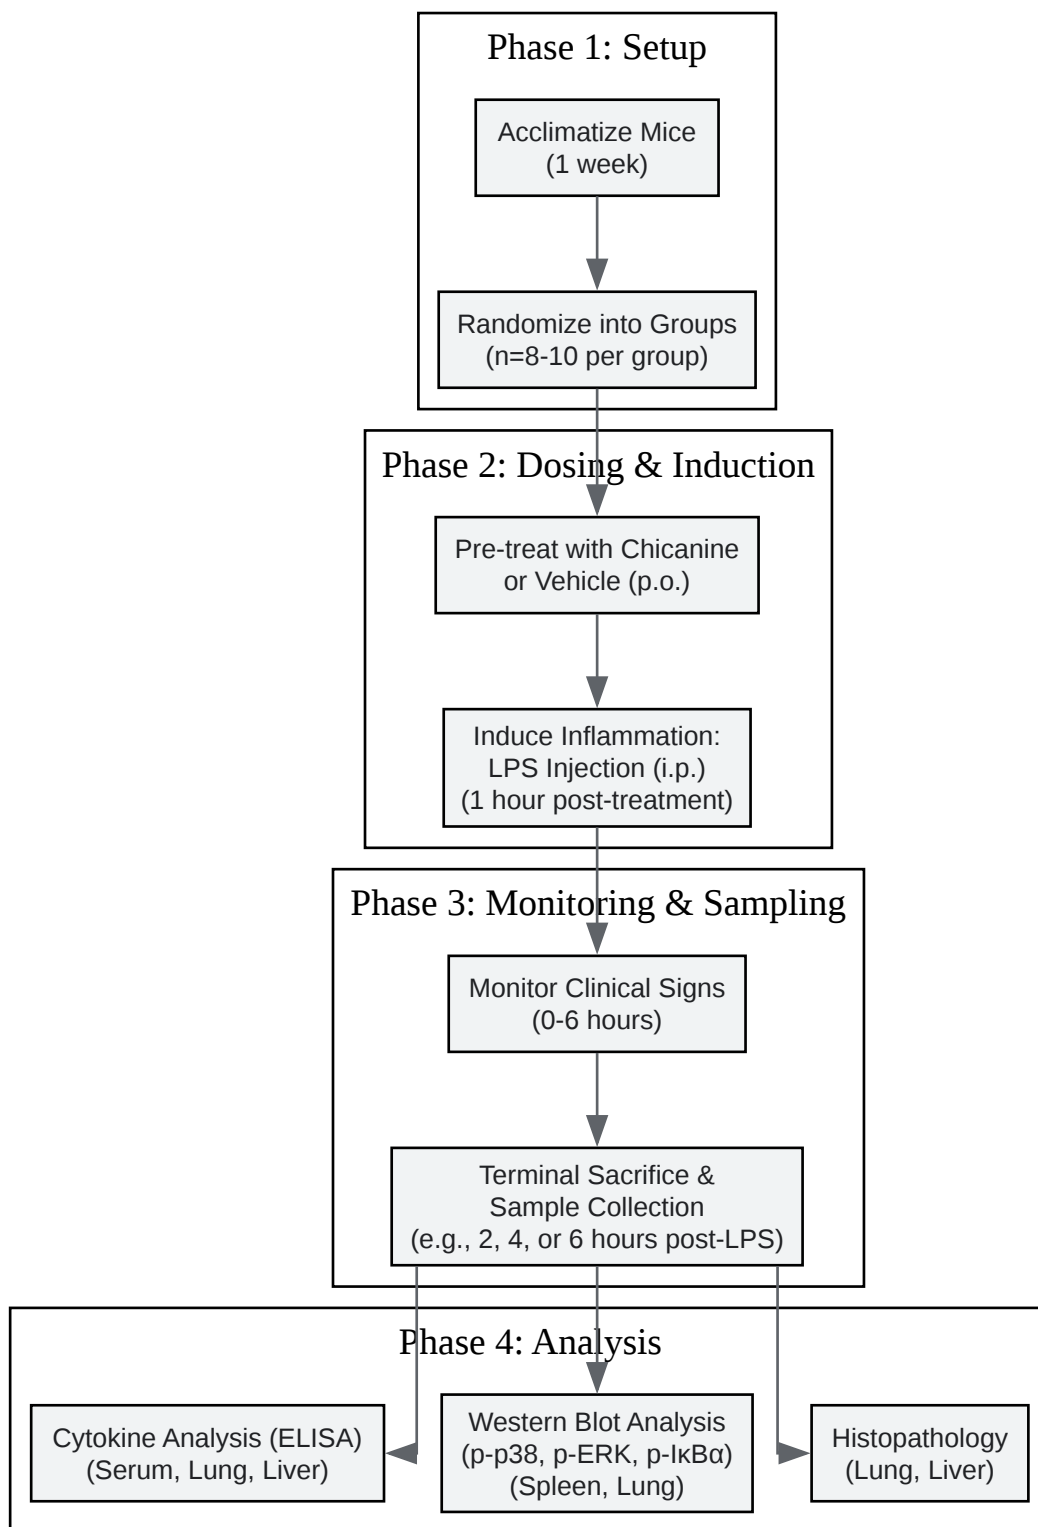 Phase 1: Setup
Acclimatize Mice
(1 week)
Randomize into Groups
(n=8-10 per group)
Phase 2: Dosing & Induction
Pre-treat with Chicanine
or Vehicle (p.o.)
Induce Inflammation:
LPS Injection (i.p.)
(1 hour post-treatment)
Phase 3: Monitoring & Sampling
Monitor Clinical Signs
(0-6 hours)
Terminal Sacrifice &
Sample Collection
(e.g., 2, 4, or 6 hours post-LPS)
Phase 4: Analysis
Cytokine Analysis (ELISA)
(Serum, Lung, Liver)
Western Blot Analysis
(p-p38, p-ERK, p-IκBα)
(Spleen, Lung)
Histopathology
(Lung, Liver)